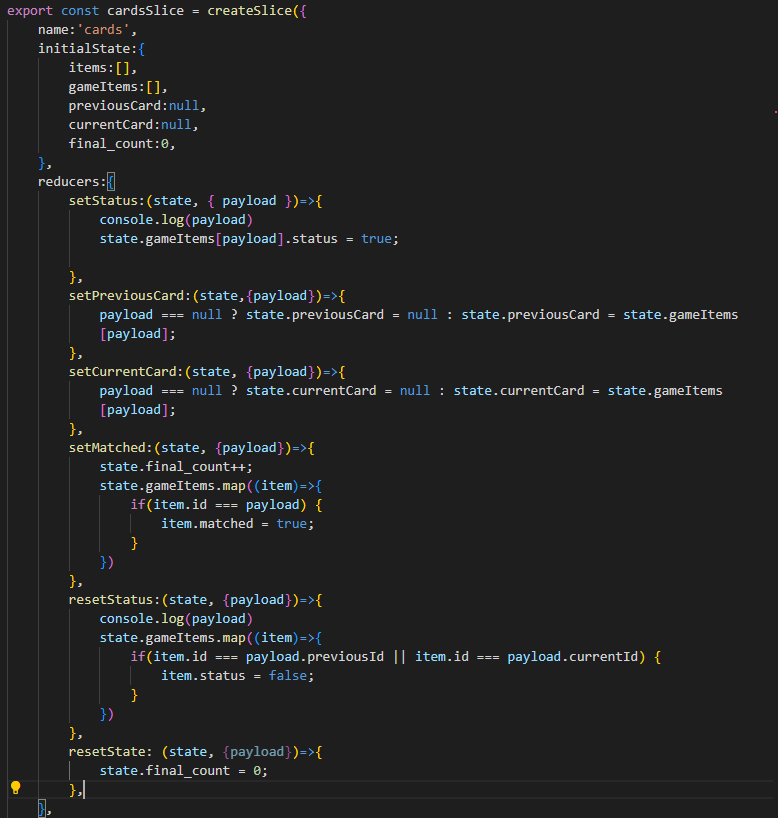 export const cardsSlice = createSlice({
    name:'cards',
    initialState:{
        items:[],
        gameItems:[],
        previousCard:null,
        currentCard:null,
        final_count:0,
    },
    reducers:{
        setStatus:(state, { payload })=>{
            console.log(payload)
            state.gameItems[payload].status = true;
        },
        setPreviousCard:(state,{payload})=>{
            payload === null ? state.previousCard = null : state.previousCard = state.gameItems
            [payload];
        },
        setCurrentCard:(state, {payload})=>{
            payload === null ? state.currentCard = null : state.currentCard = state.gameItems
            [payload];
        },
        setMatched:(state, {payload})=>{
            state.final_count++;
            state.gameItems.map((item)=>{
                if(item.id === payload) {
                    item.matched = true;
                }
            })
        },
        resetStatus:(state, {payload})=>{
            console.log(payload)
            state.gameItems.map((item)=>{
                if(item.id === payload.previousId || item.id === payload.currentId) {
                    item.status = false;
                }
            })
        },
        resetState: (state, {payload})=>{
            state.final_count = 0;
        },
    },